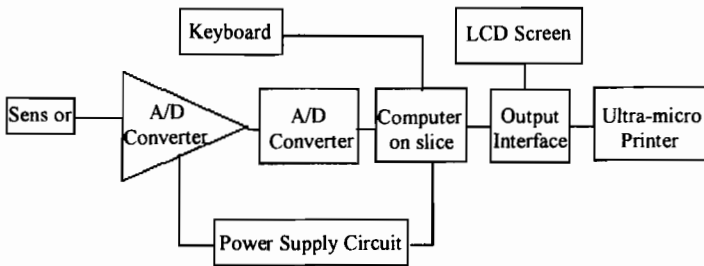 Keyboard
LCD Screen
Sens or
A/D
Converter
A/D
Converter
Computer
on slice
Output
Interface
Ultra-micro
Printer
Power Supply Circuit